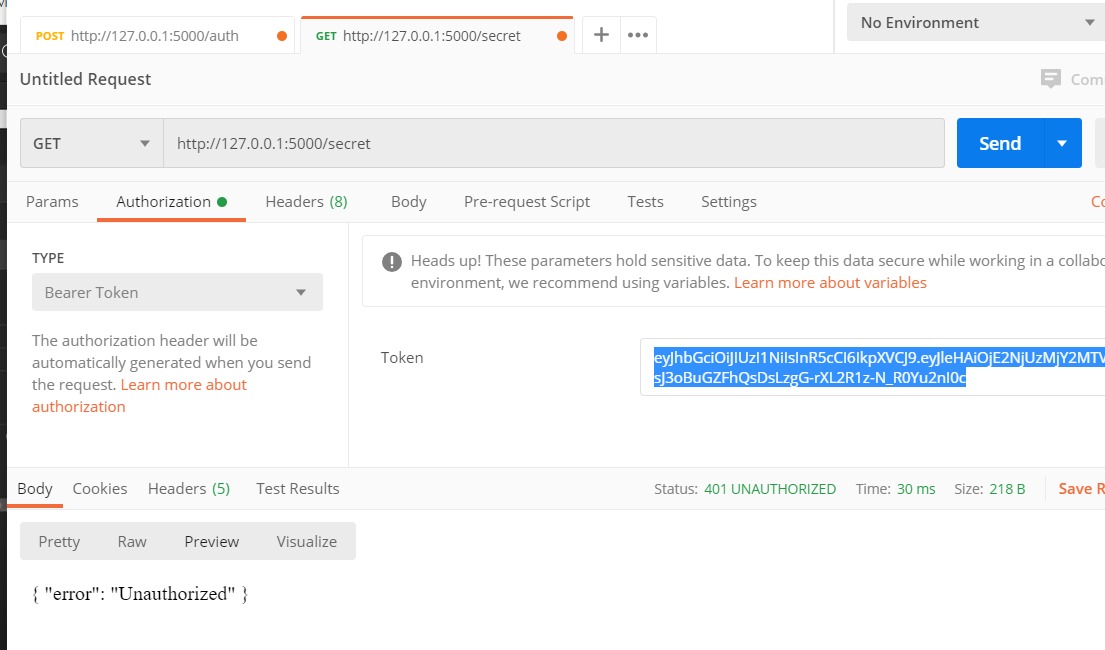 POST http://127.0.0.1:5000/auth
GET http://127.0.0.1:5000/secret
No Environment
Untitled Request
Com
GET
http://127.0.0.1:5000/secret
Send
Params
Authorization
Headers (8)
Body
Pre-request Script
Tests
Settings
Co
TYPE
Bearer Token
The authorization header will be
automatically generated when you send
the request. Learn more about
authorization
Heads up! These parameters hold sensitive data. To keep this data secure while working in a collabo
environment, we recommend using variables. Learn more about variables
Token
eyJhbGciOiJIUzI1NiIsInR5cCI6IkpXVCJ9.eyJleHAiOjE2NjUzMjY2MTV
sJ3oBuGZFhQsDsLzgG-rXL2R1z-N_R0Yu2nI0c
Body
Cookies
Headers (5)
Test Results
Status: 401 UNAUTHORIZED
Time: 30 ms
Size: 218 B
Save R
Pretty
Raw
Preview
Visualize
{ "error": "Unauthorized" }